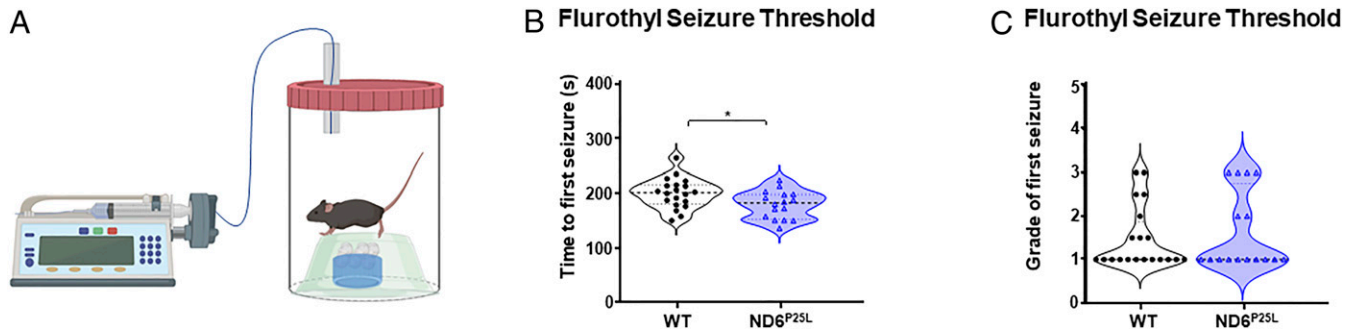 A
B Flurothyl Seizure Threshold
Time to first seizure (s)
400
300
200
100
0
*
WT ND6P25L
C Flurothyl Seizure Threshold
Grade of first seizure
5
4
3
2
1
0
WT ND6P25L